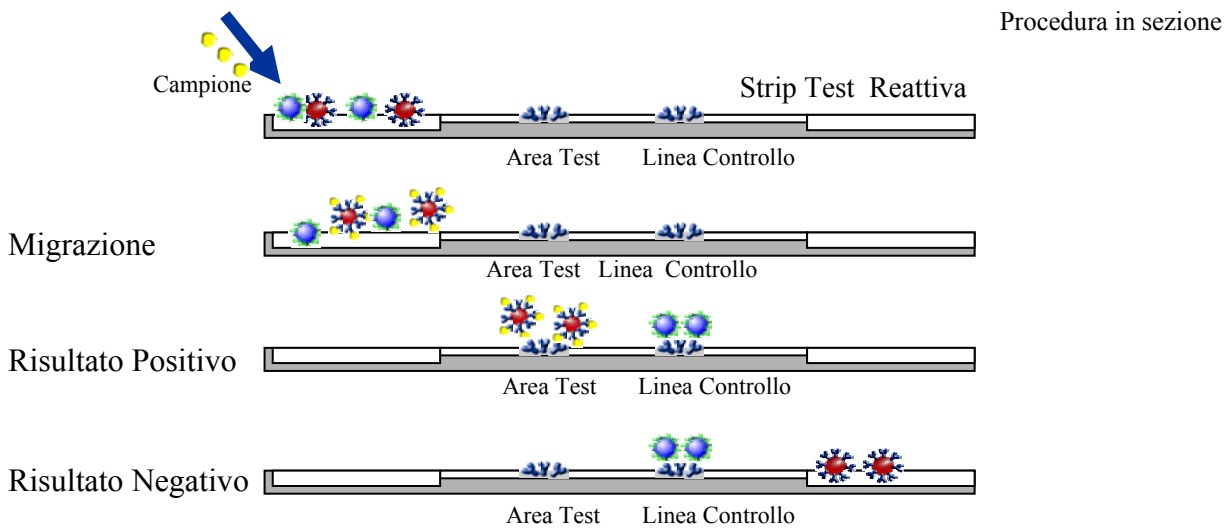 Procedura in sezione
Campione
Strip Test Reattiva
Area Test Linea Controllo
Migrazione
Area Test Linea Controllo
Risultato Positivo
Area Test Linea Controllo
Risultato Negativo
Area Test Linea Controllo